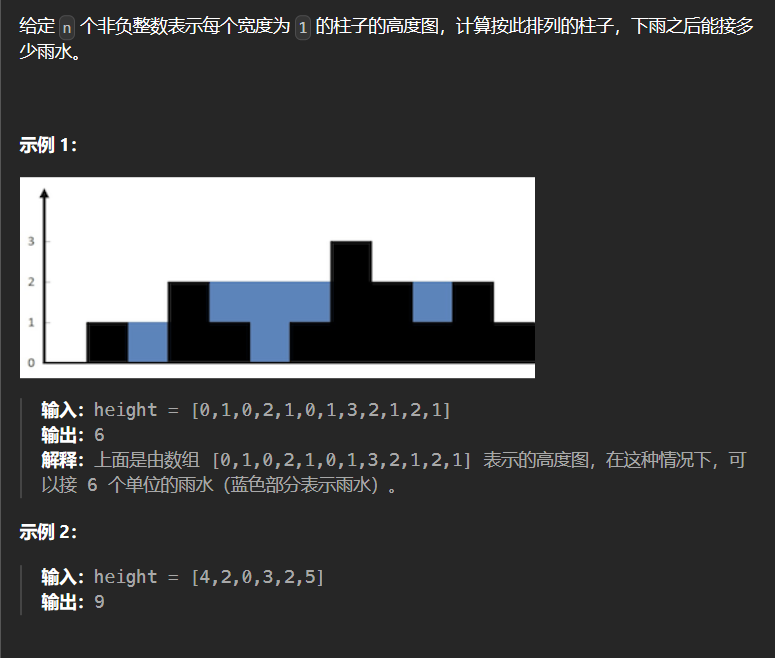 给定 n 个非负整数表示每个宽度为 1 的柱子的高度图，计算按此排列的柱子，下雨之后能接多
少雨水。
示例 1：
3
2
1
0
输入：height = [0,1,0,2,1,0,1,3,2,1,2,1]
输出：6
解释：上面是由数组 [0,1,0,2,1,0,1,3,2,1,2,1] 表示的高度图，在这种情况下，可
以接 6 个单位的雨水（蓝色部分表示雨水）。
示例 2：
输入：height = [4,2,0,3,2,5]
输出：9